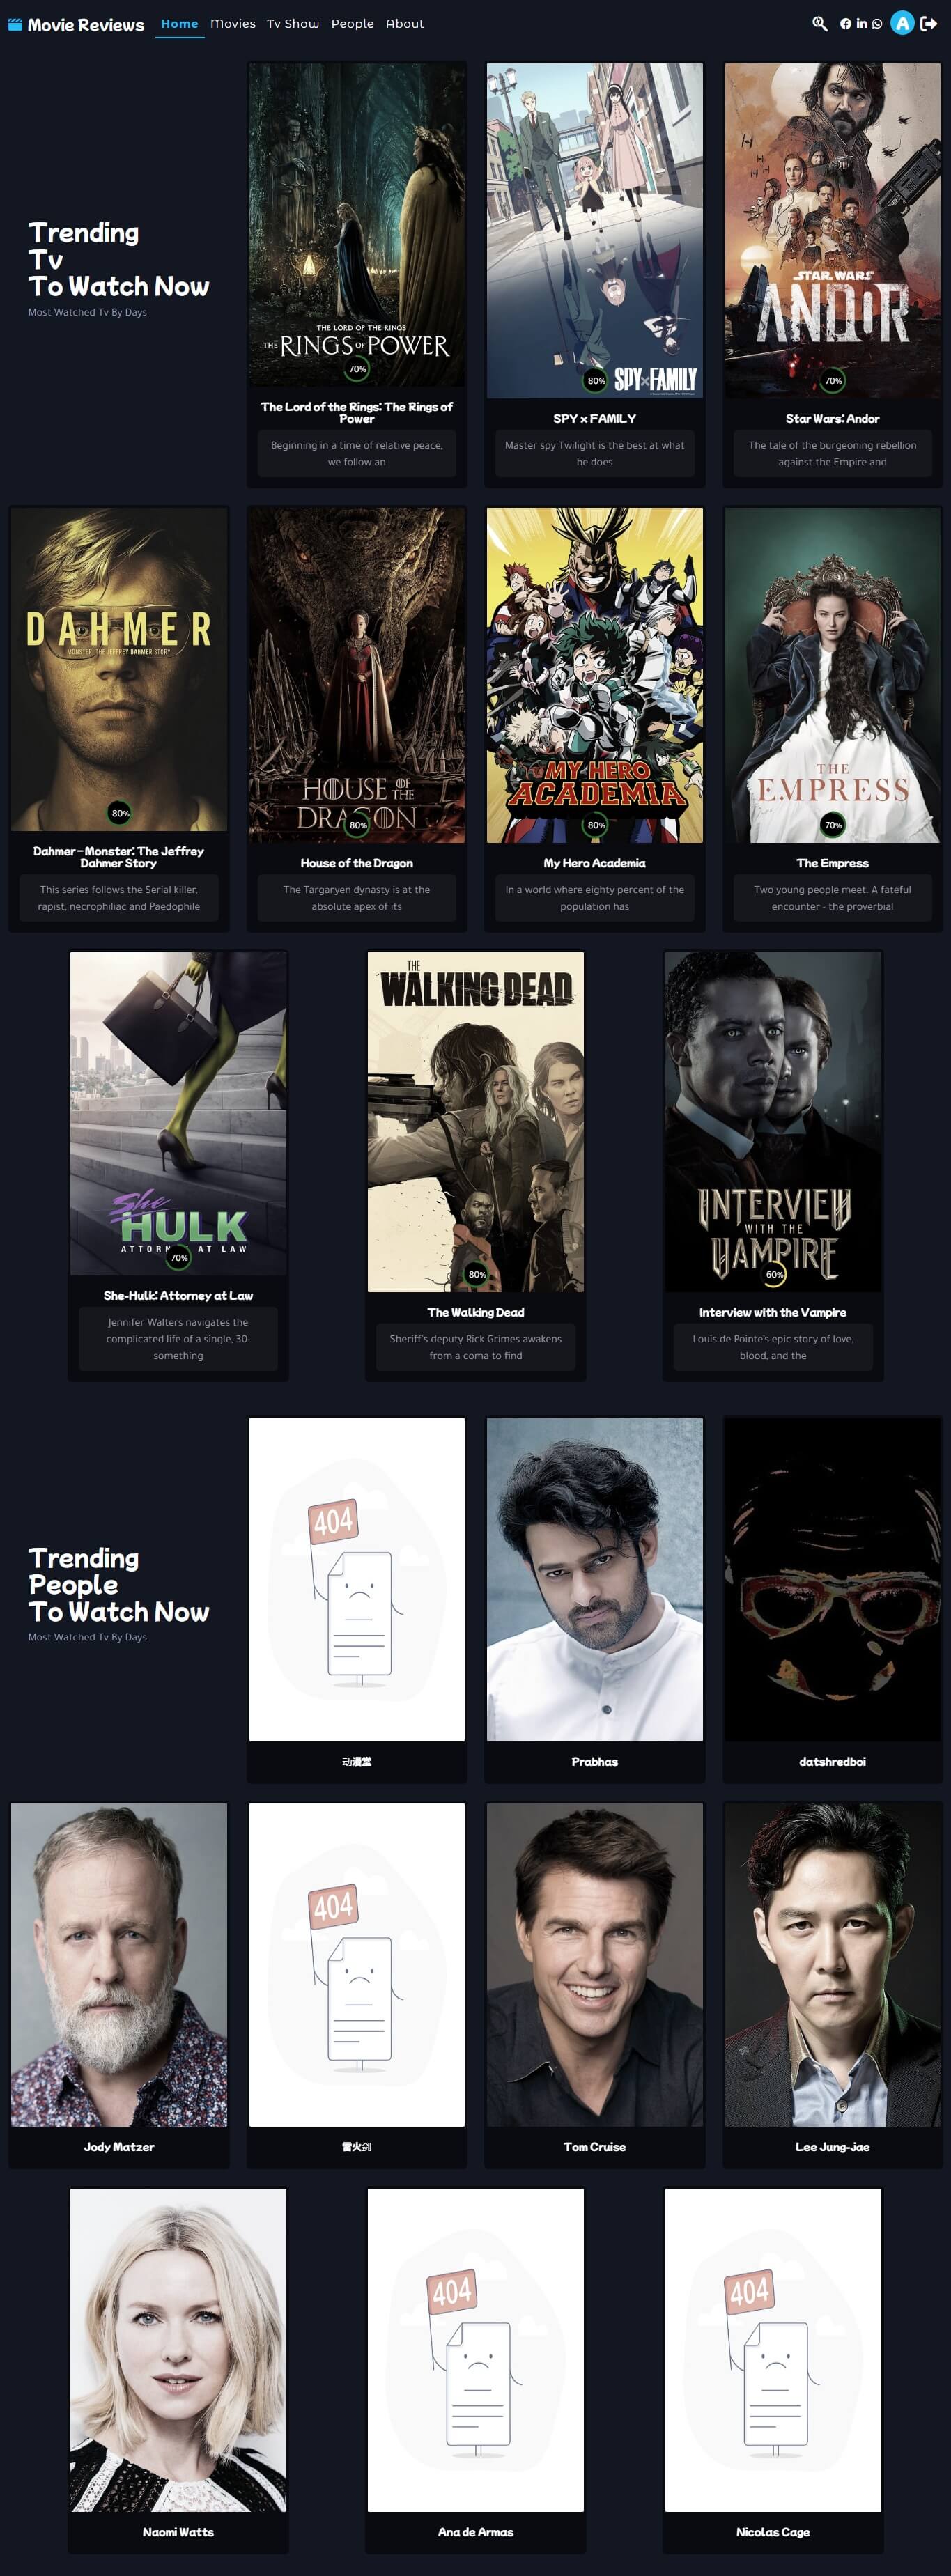 Movie Reviews Home Movies Tv Show People About A
Trending
Tv
To Watch Now
Most Watched Tv By Days
THE LORD OF THE RINGS
THE RINGS OF POWER
70%
The Lord of the Rings: The Rings of
Power
Beginning in a time of relative peace,
we follow an
80%
SPY×FAMILY
SPY x FAMILY
Master spy Twilight is the best at what
he does
STAR WARS
ANDOR
70%
Star Wars: Andor
The tale of the burgeoning rebellion
against the Empire and
DAHMER
MONSTER: THE JEFFREY DAHMER STORY
80%
Dahmer – Monster: The Jeffrey
Dahmer Story
This series follows the Serial killer,
rapist, necrophiliac and Paedophile
HOUSE OF THE
DRAGON
80%
House of the Dragon
The Targaryen dynasty is at the
absolute apex of its
MY HERO
ACADEMIA
80%
My Hero Academia
In a world where eighty percent of the
population has
THE
EMPRESS
70%
The Empress
Two young people meet. A fateful
encounter - the proverbial
She
HULK
ATTORNEY AT LAW
70%
She-Hulk: Attorney at Law
Jennifer Walters navigates the
complicated life of a single, 30-
something
THE
WALKING DEAD
80%
The Walking Dead
Sheriff's deputy Rick Grimes awakens
from a coma to find
INTERVIEW
WITH THE
VAMPIRE
60%
Interview with the Vampire
Louis de Pointe's epic story of love,
blood, and the
Trending
People
To Watch Now
Most Watched Tv By Days
404
动漫堂
Prabhas
datshredboi
Jody Matzer
404
雷火剑
Tom Cruise
Lee Jung-jae
Naomi Watts
404
Ana de Armas
404
Nicolas Cage